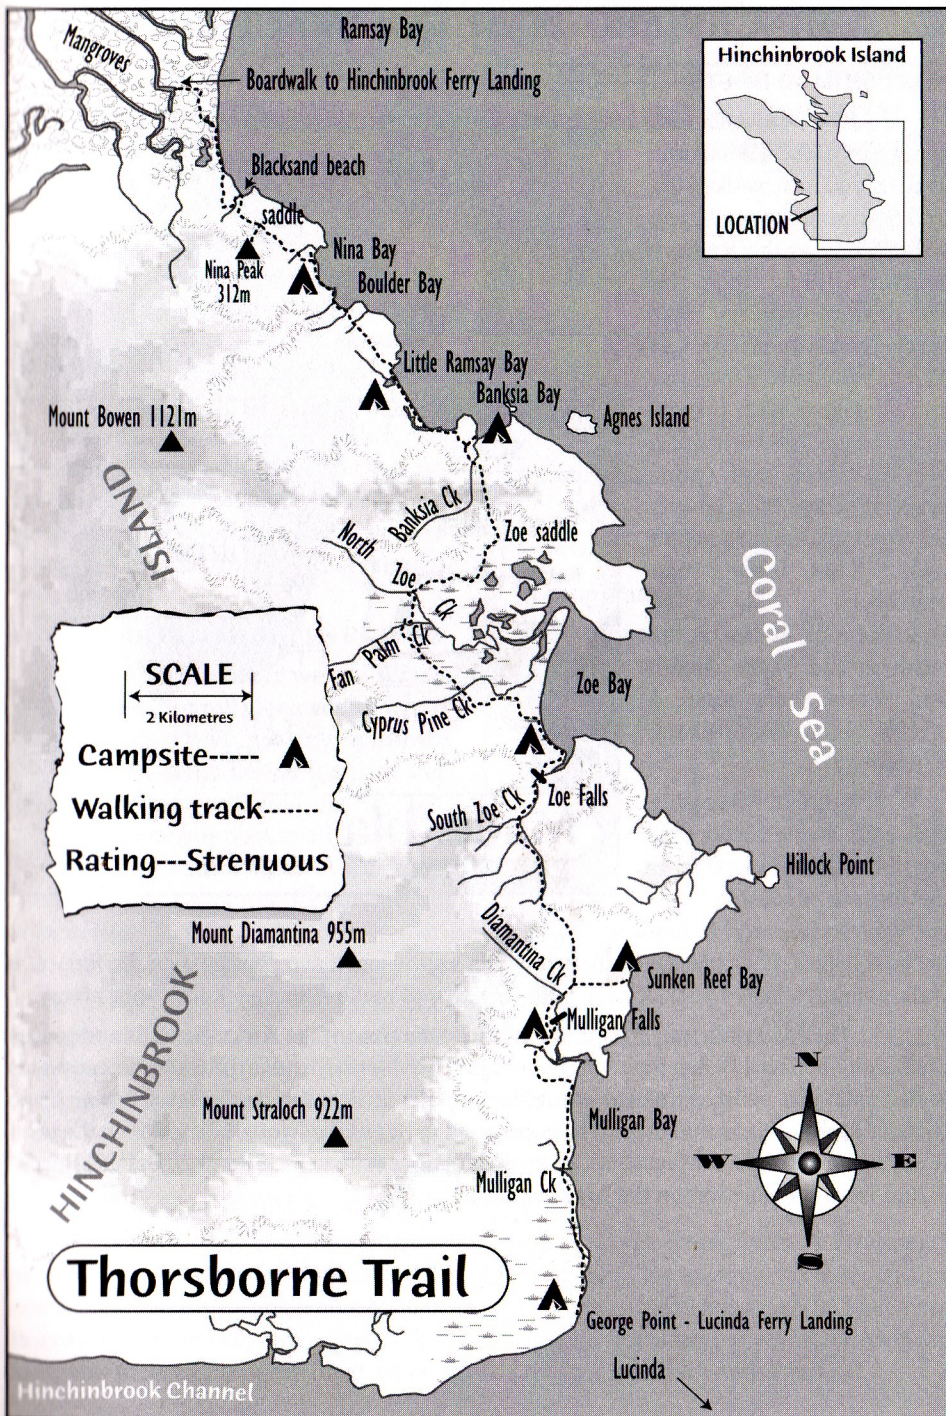 Ramsay Bay
Mangroves
Boardwalk to Hinchinbrook Ferry Landing
Hinchinbrook Island
LOCATION
Blacksand beach
saddle
Nina Bay
Nina Peak
312m
Boulder Bay
Little Ramsay Bay
Banksia Bay
Agnes Island
Mount Bowen 1121m
ISLAND
Banksia Ck
Zoe saddle
North
Zoe
Ck
Coral
Sea
Fan Palm Ck
Zoe Bay
Cyprus Pine Ck
SCALE
2 Kilometres
Campsite-----
Walking track-------
Rating---Strenuous
Zoe Falls
South Zoe Ck
Hillock Point
Diamantina Ck
Mount Diamantina 955m
Sunken Reef Bay
Mulligan Falls
HINCHINBROOK
N
W
E
S
Mount Straloch 922m
Mulligan Bay
Mulligan Ck
Thorsborne Trail
George Point - Lucinda Ferry Landing
Lucinda
Hinchinbrook Channel